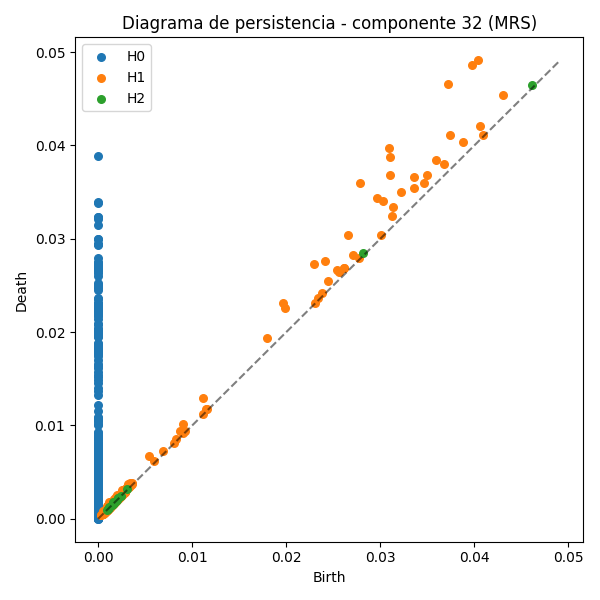 Diagrama de persistencia - componente 32 (MRS)
H0
H1
H2
0.05
0.04
0.03
0.02
0.01
0.00
Death
0.00 0.01 0.02 0.03 0.04 0.05
Birth